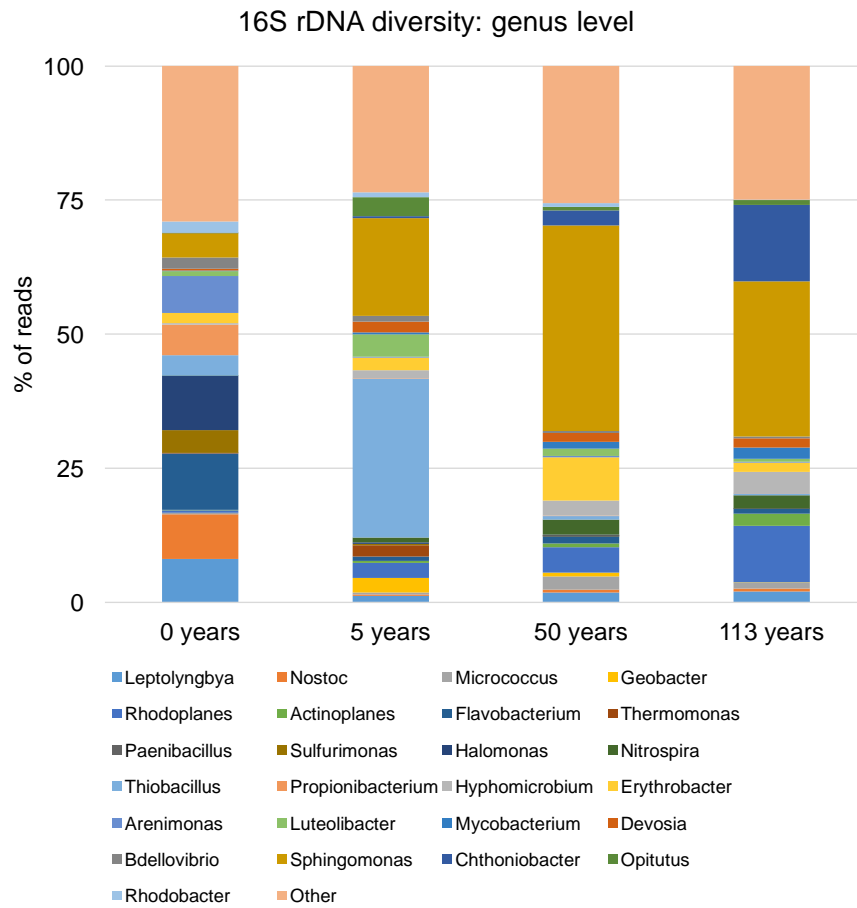 16S rDNA diversity: genus level
100
75
50
25
0
% of reads
0 years 5 years 50 years 113 years
Leptolyngbya Nostoc Micrococcus Geobacter
Rhodoplanes Actinoplanes Flavobacterium Thermomonas
Paenibacillus Sulfurimonas Halomonas Nitrospira
Thiobacillus Propionibacterium Hyphomicrobium Erythrobacter
Arenimonas Luteolibacter Mycobacterium Devosia
Bdellovibrio Sphingomonas Chthoniobacter Opitutus
Rhodobacter Other